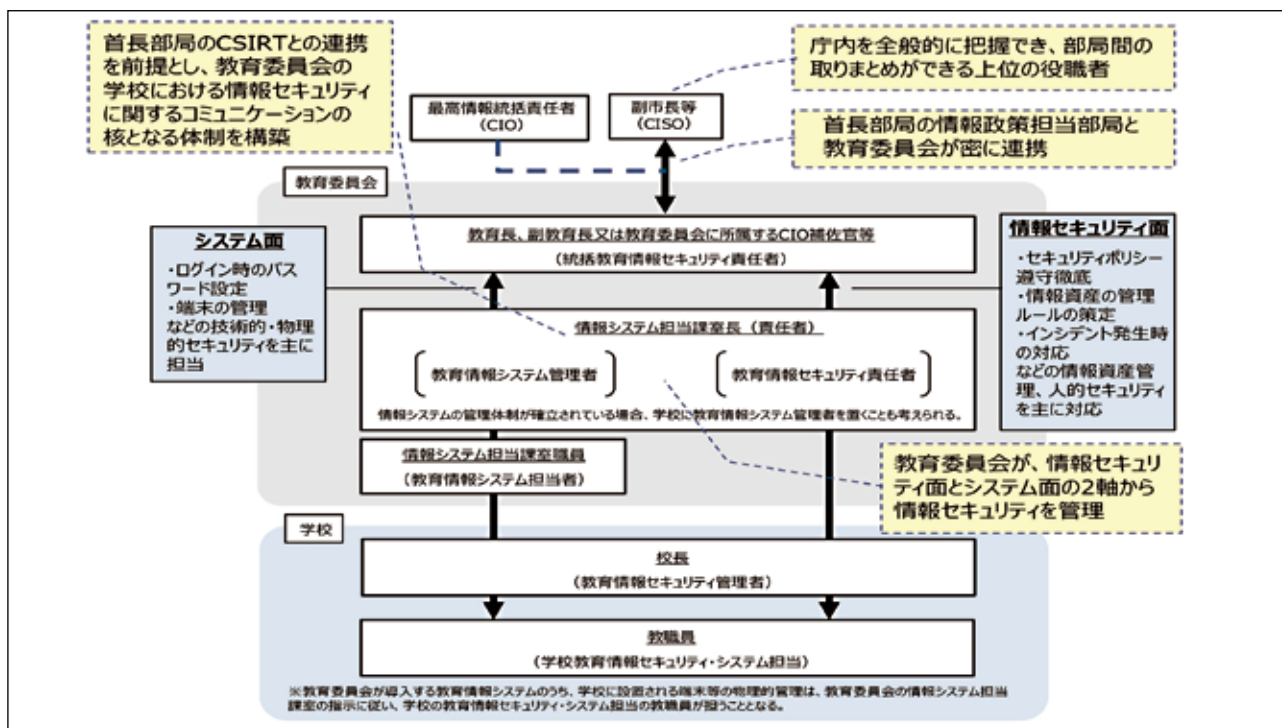 首長部局のCSIRTとの連携
を前提とし、教育委員会の
学校における情報セキュリティ
に関するコミュニケーションの
核となる体制を構築
庁内を全般的に把握でき、部局間の
取りまとめができる上位の役職者
最高情報統括責任者
(CIO)
副市長等
(CISO)
首長部局の情報政策担当部局と
教育委員会が密に連携
教育委員会
教育長、副教育長又は教育委員会に所属するCIO補佐官等
(統括教育情報セキュリティ責任者)
システム面
・ログイン時のパス
ワード設定
・端末の管理
などの技術的・物理
的セキュリティを主に
担当
情報セキュリティ面
・セキュリティポリシー
遵守徹底
・情報資産の管理
ルールの策定
・インシデント発生時
の対応
などの情報資産管
理、人的セキュリティ
を主に対応
情報システム担当課室長(責任者)
教育情報システム管理者
教育情報セキュリティ責任者
情報システムの管理体制が確立されている場合、学校に教育情報システム管理者を置くことも考えられる。
情報システム担当課室職員
(教育情報システム担当者)
教育委員会が、情報セキュリ
ティ面とシステム面の2軸から
情報セキュリティを管理
学校
校長
(教育情報セキュリティ管理者)
教職員
(学校教育情報セキュリティ・システム担当)
※教育委員会が導入する教育情報システムのうち、学校に設置される端末等の物理的管理は、教育委員会の情報システム担当
課室の指示に従い、学校の教育情報セキュリティ・システム担当の教職員が担うこととなる。